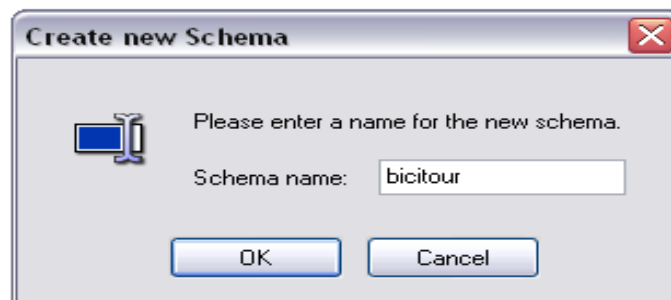 Create new Schema
Please enter a name for the new schema.
Schema name: bicitour
OK Cancel